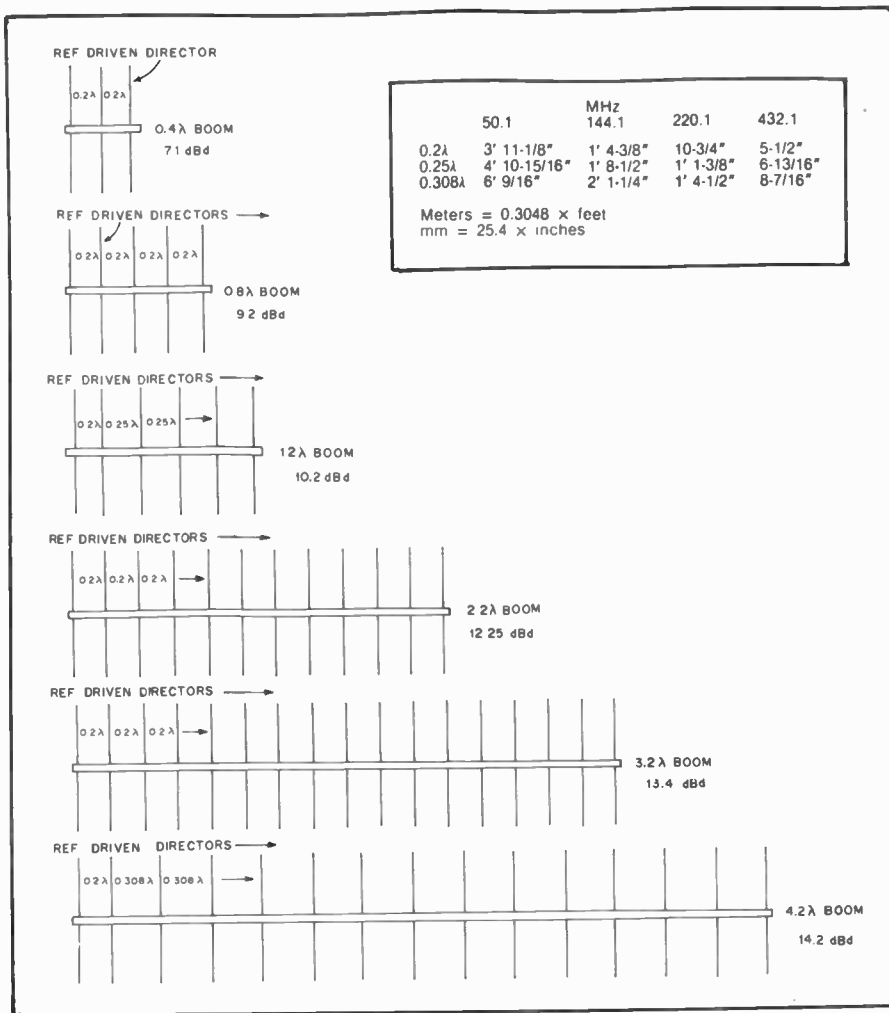 REF DRIVEN DIRECTOR
0.2λ 0.2λ
0.4λ BOOM
7.1 dBd
MHz
50.1 144.1 220.1 432.1
0.2λ 3' 11-1/8" 1' 4-3/8" 10-3/4" 5-1/2"
0.25λ 4' 10-15/16" 1' 8-1/2" 1' 1-3/8" 6-13/16"
0.308λ 6' 9/16" 2' 1-1/4" 1' 4-1/2" 8-7/16"
Meters = 0.3048 x feet
mm = 25.4 x inches
REF DRIVEN DIRECTORS
0.2λ 0.2λ 0.2λ 0.2λ
0.8λ BOOM
9.2 dBd
REF DRIVEN DIRECTORS
0.2λ 0.25λ 0.25λ
1.2λ BOOM
10.2 dBd
REF DRIVEN DIRECTORS
0.2λ 0.2λ 0.2λ
2.2λ BOOM
12.25 dBd
REF DRIVEN DIRECTORS
0.2λ 0.2λ 0.2λ
3.2λ BOOM
13.4 dBd
REF DRIVEN DIRECTORS
0.2λ 0.308λ 0.308λ
4.2λ BOOM
14.2 dBd